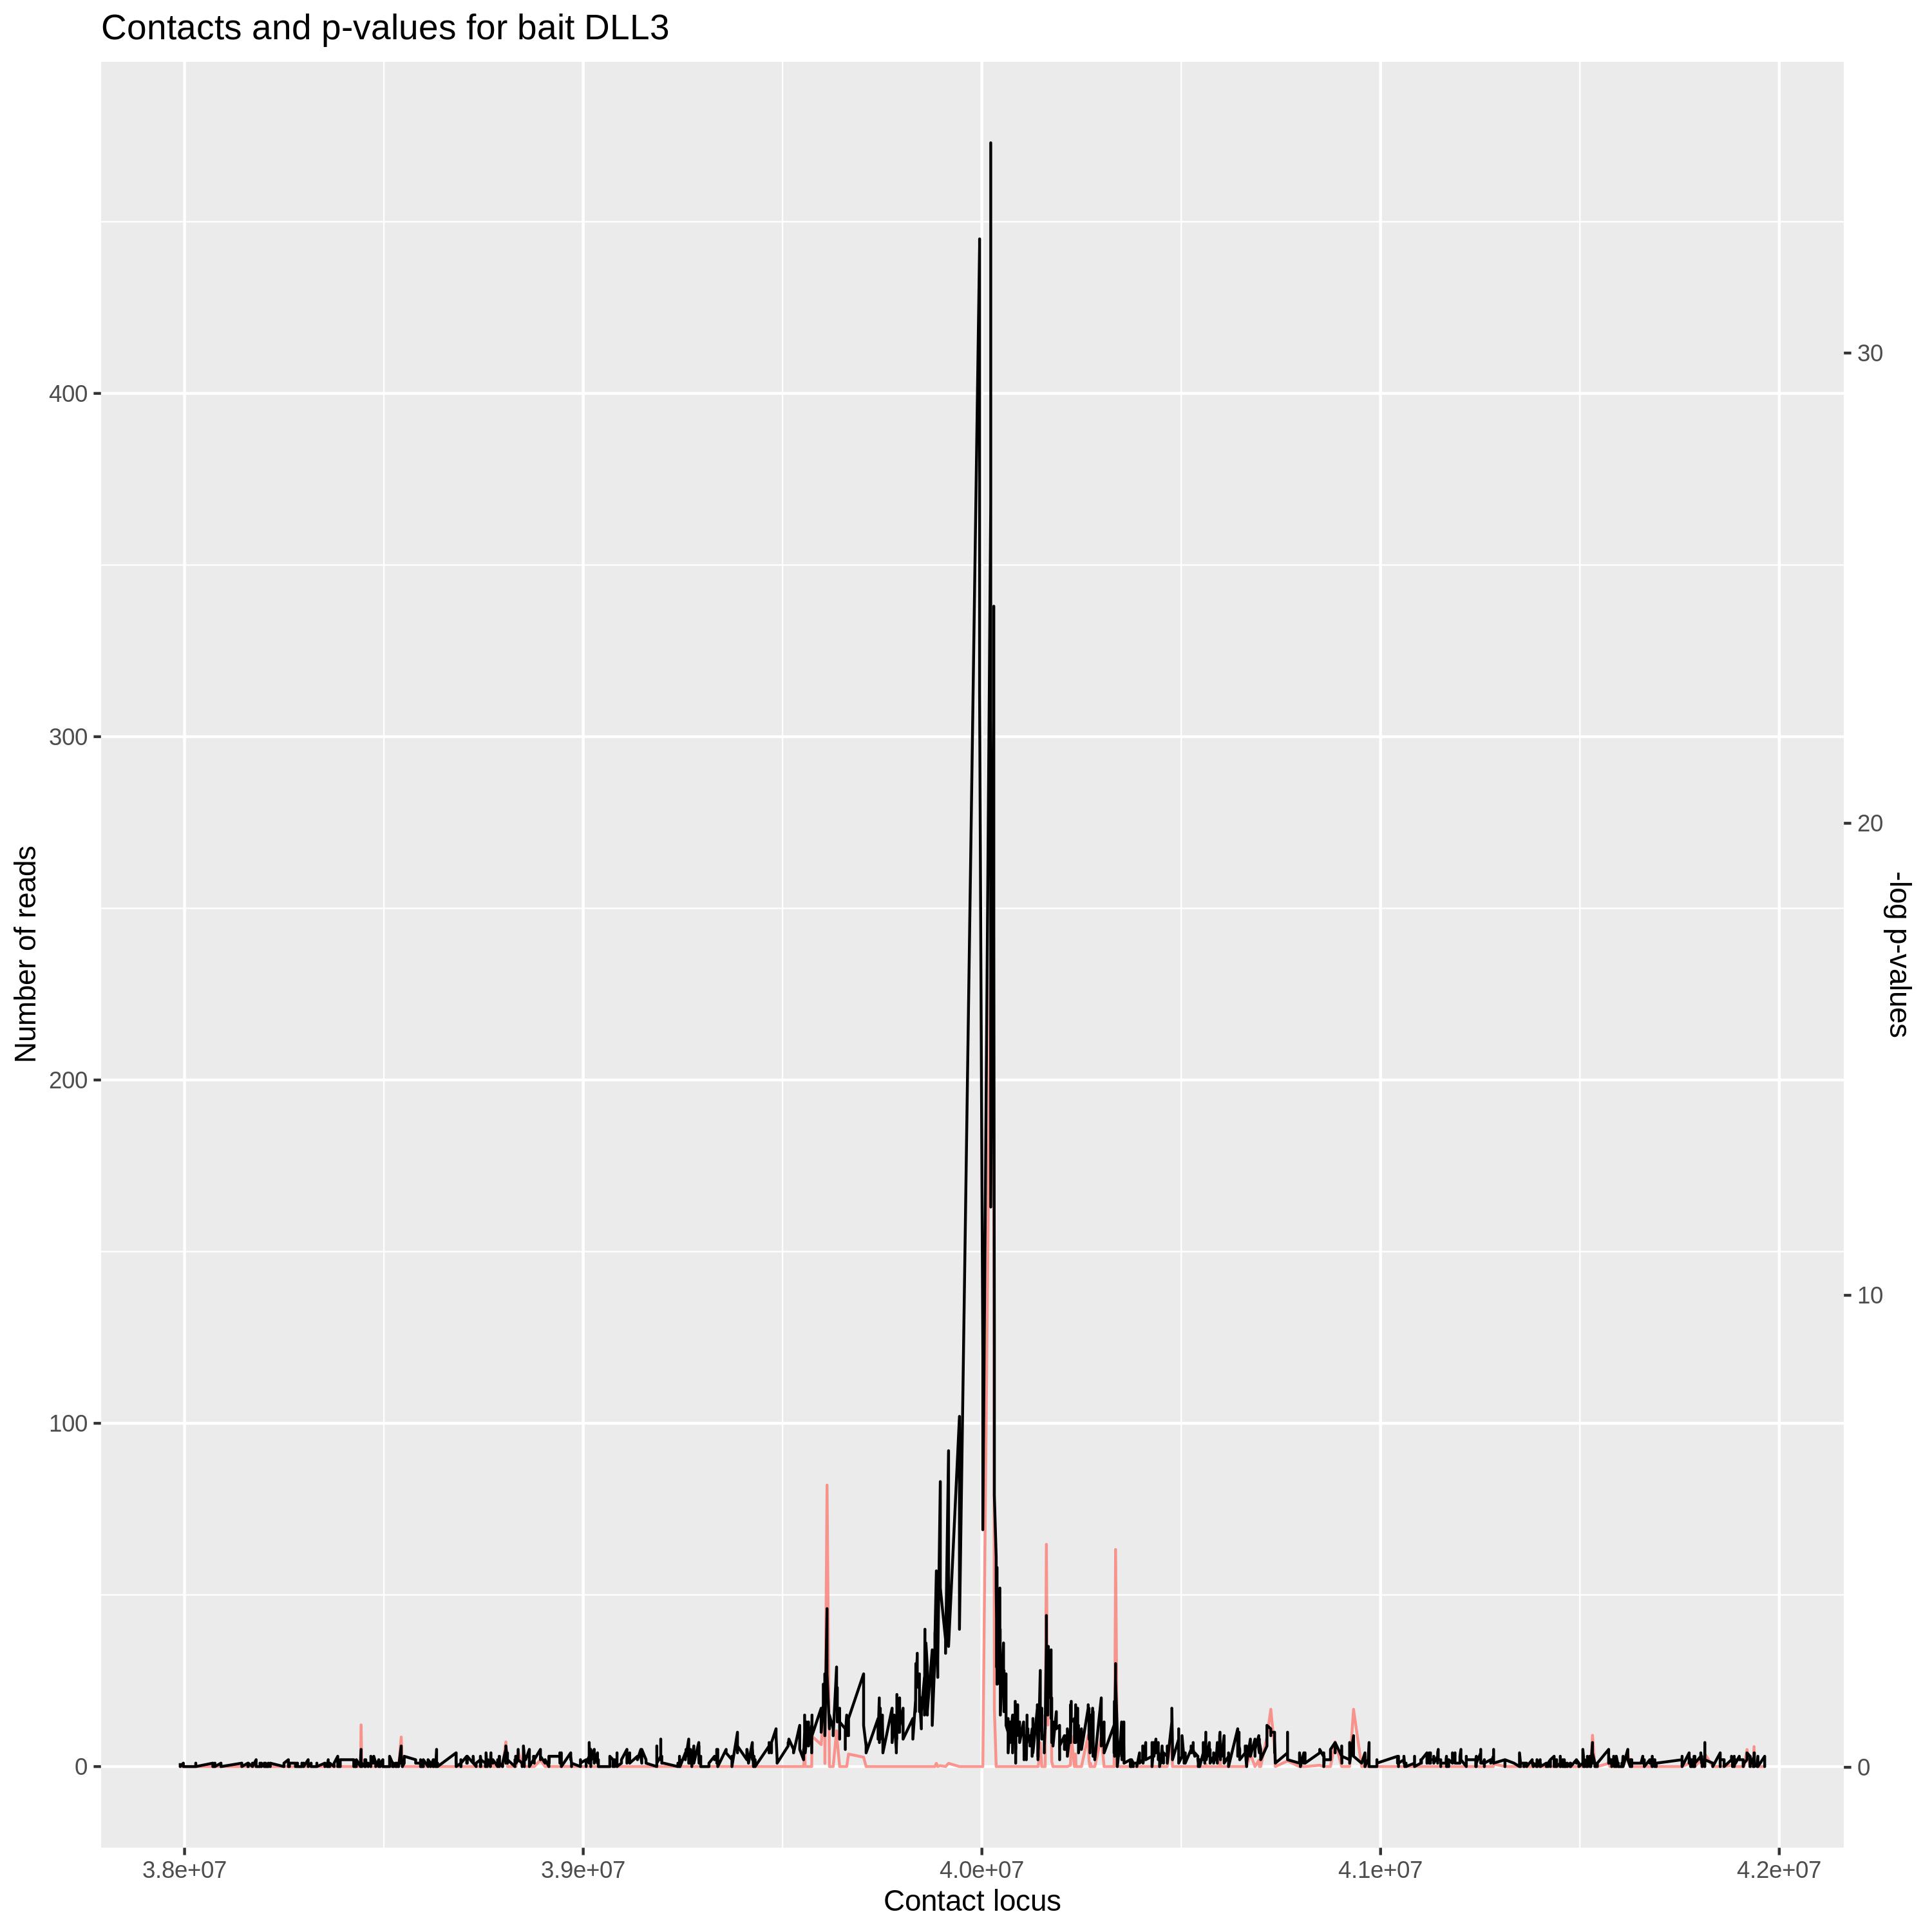 Contacts and p-values for bait DLL3
Number of reads
400
300
200
100
0
30
20
10
0
-log p-values
3.8e+07
3.9e+07
4.0e+07
4.1e+07
4.2e+07
Contact locus